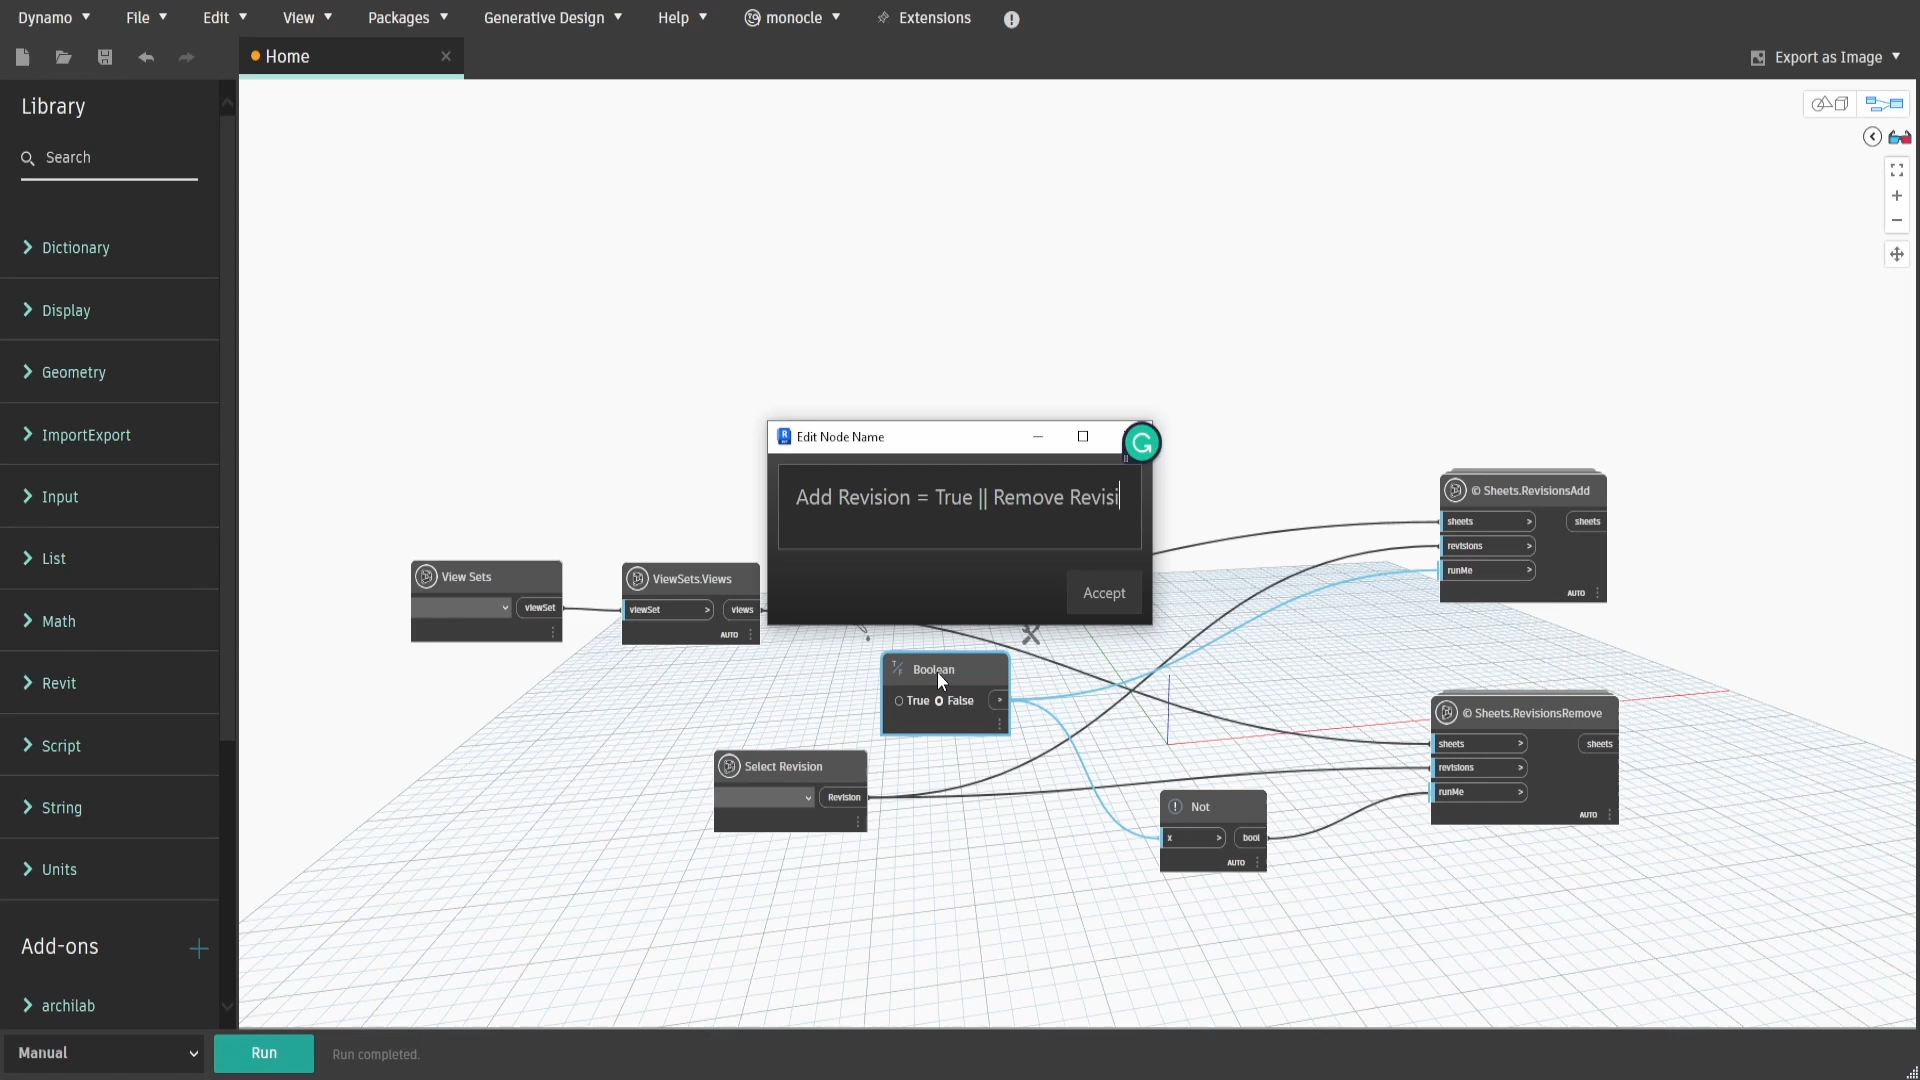 Dynamo File Edit View Packages Generative Design Help monocle Extensions
Home
Export as Image
Library
Search
Dictionary
Display
Geometry
ImportExport
Input
List
Math
Revit
Script
String
Units
Add-ons
archilab
Edit Node Name
Add Revision = True || Remove Revisi
Accept
View Sets
viewSet
ViewSets.Views
viewSet > views
AUTO
Boolean
True False >
Select Revision
Revision
Not
x > bool
AUTO
© Sheets.RevisionsAdd
sheets > sheets
revisions >
runMe >
AUTO
© Sheets.RevisionsRemove
sheets > sheets
revisions >
runMe >
AUTO
Manual Run Run completed.